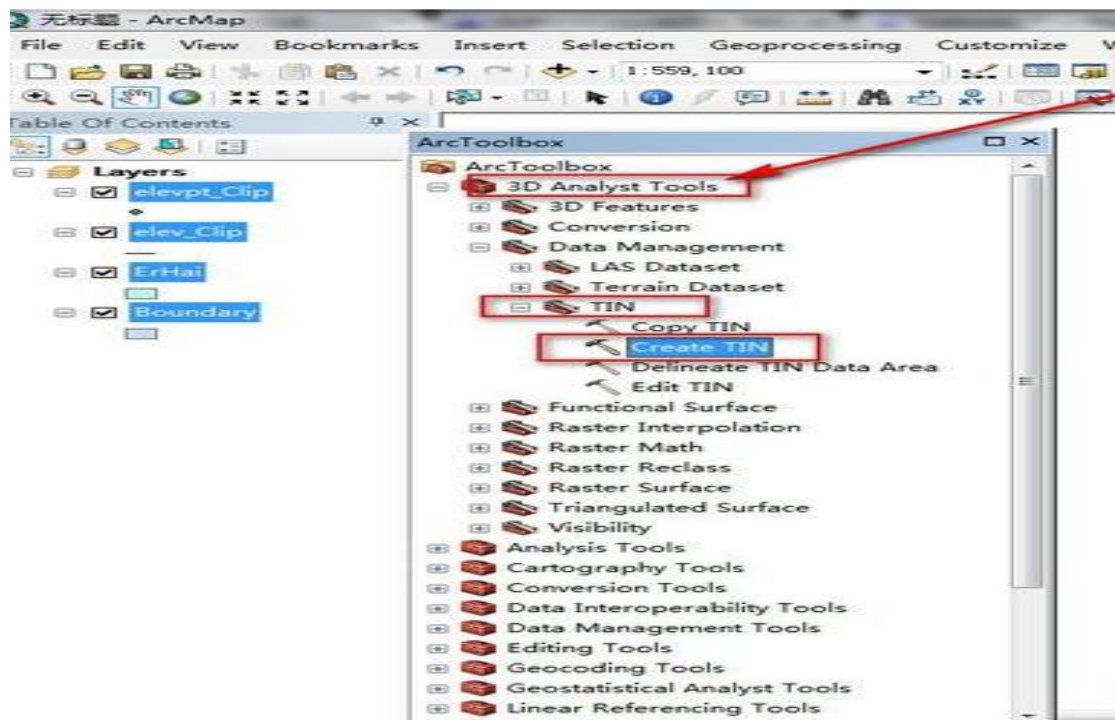 无标题 - ArcMap
File Edit View Bookmarks Insert Selection Geoprocessing Customize
1:559,100
Table Of Contents
Layers
elevpt_Clip
elev_Clip
ErHai
Boundary
ArcToolbox
ArcToolbox
3D Analyst Tools
3D Features
Conversion
Data Management
LAS Dataset
Terrain Dataset
TIN
Copy TIN
Create TIN
Delineate TIN Data Area
Edit TIN
Functional Surface
Raster Interpolation
Raster Math
Raster Reclass
Raster Surface
Triangulated Surface
Visibility
Analysis Tools
Cartography Tools
Conversion Tools
Data Interoperability Tools
Data Management Tools
Editing Tools
Geocoding Tools
Geostatistical Analyst Tools
Linear Referencing Tools